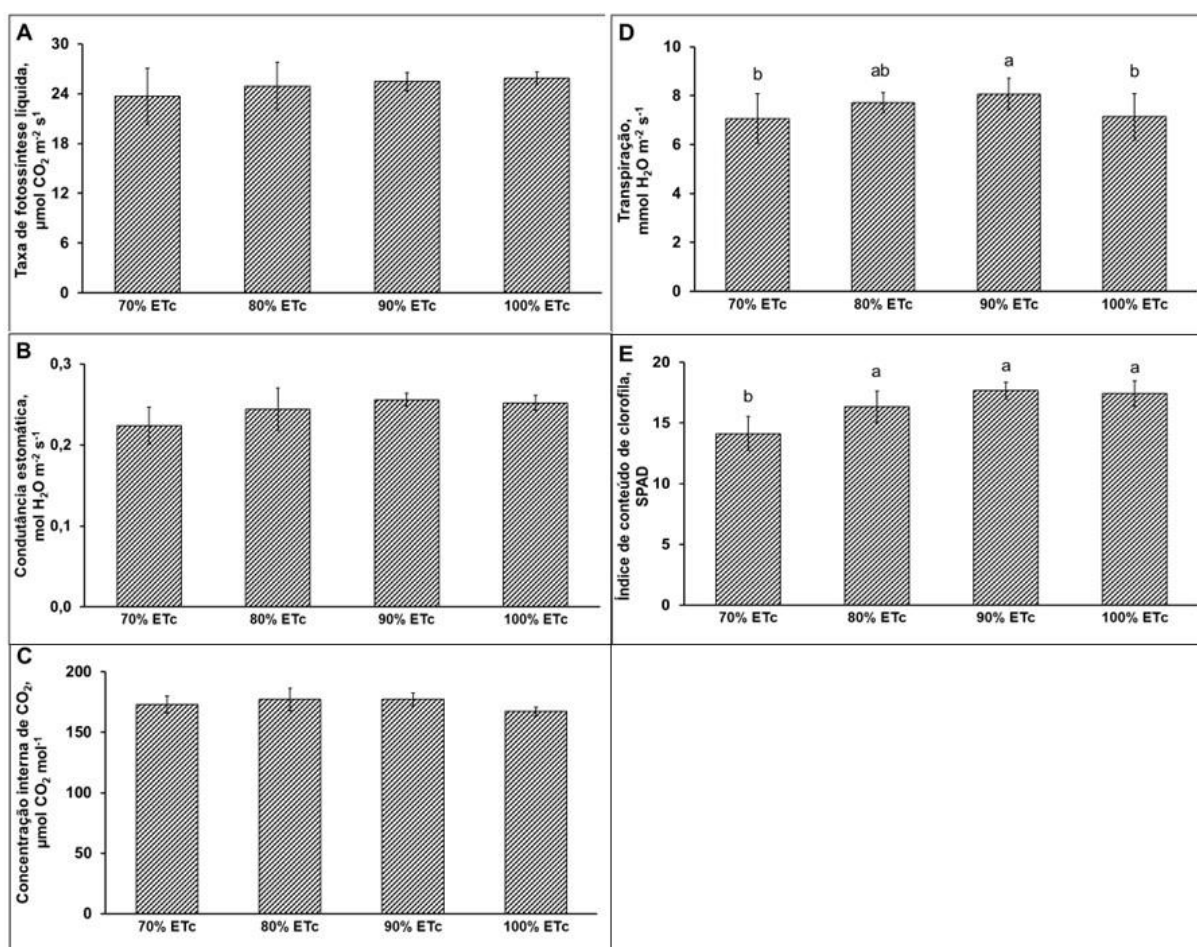 A
Taxa de fotossíntese líquida,
µmol CO₂ m⁻² s¹
30
24
18
12
6
0
70% ETc 80% ETc 90% ETc 100% ETc
B
Condutância estomática,
mol H₂O m⁻² s⁻¹
0,3
0,2
0,1
0,0
70% ETc 80% ETc 90% ETc 100% ETc
C
Concentração interna de CO₂,
µmol CO₂ mol⁻¹
200
150
100
50
0
70% ETc 80% ETc 90% ETc 100% ETc
D
Transpiração,
mmol H₂O m⁻² s⁻¹
10
8
6
4
2
0
b ab a b
70% ETc 80% ETc 90% ETc 100% ETc
E
Índice de conteúdo de clorofila,
SPAD
20
15
10
5
0
b a a a
70% ETc 80% ETc 90% ETc 100% ETc